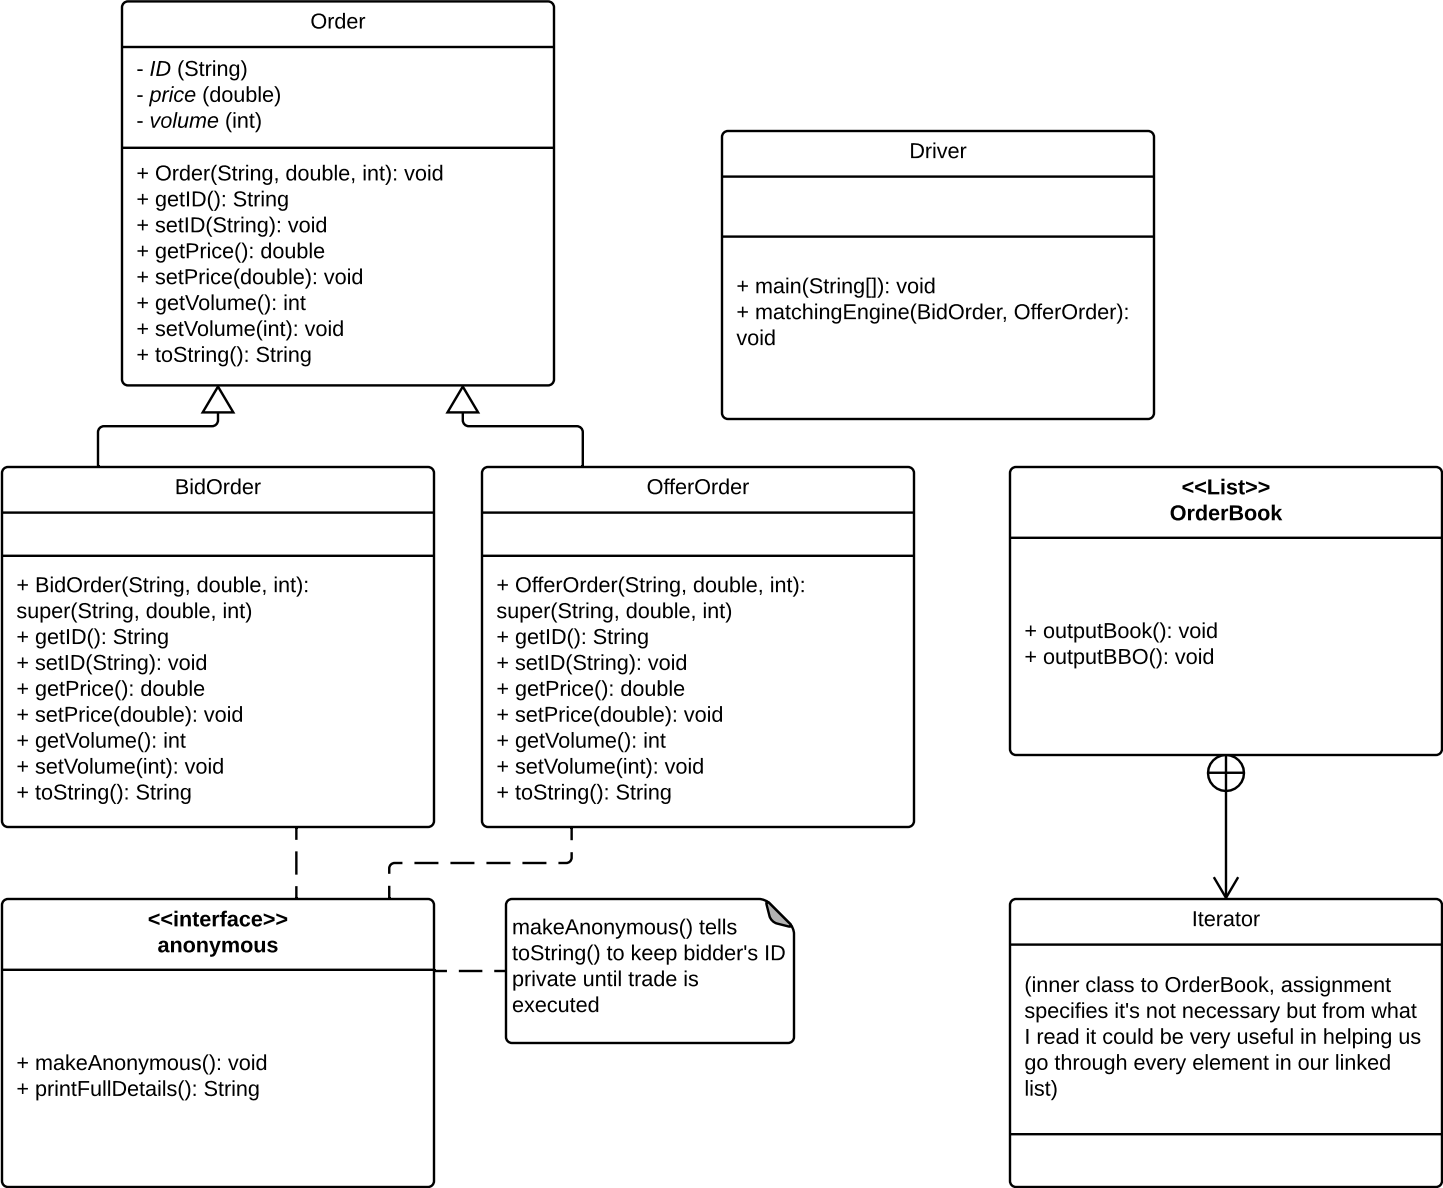 Order
- ID (String)
- price (double)
- volume (int)
+ Order(String, double, int): void
+ getID(): String
+ setID(String): void
+ getPrice(): double
+ setPrice(double): void
+ getVolume(): int
+ setVolume(int): void
+ toString(): String
Driver
+ main(String[]): void
+ matchingEngine(BidOrder, OfferOrder):
void
BidOrder
+ BidOrder(String, double, int):
super(String, double, int)
+ getID(): String
+ setID(String): void
+ getPrice(): double
+ setPrice(double): void
+ getVolume(): int
+ setVolume(int): void
+ toString(): String
OfferOrder
+ OfferOrder(String, double, int):
super(String, double, int)
+ getID(): String
+ setID(String): void
+ getPrice(): double
+ setPrice(double): void
+ getVolume(): int
+ setVolume(int): void
+ toString(): String
<<List>>
OrderBook
+ outputBook(): void
+ outputBBO(): void
<<interface>>
anonymous
+ makeAnonymous(): void
+ printFullDetails(): String
makeAnonymous() tells
toString() to keep bidder's ID
private until trade is
executed
Iterator
(inner class to OrderBook, assignment
specifies it's not necessary but from what
I read it could be very useful in helping us
go through every element in our linked
list)